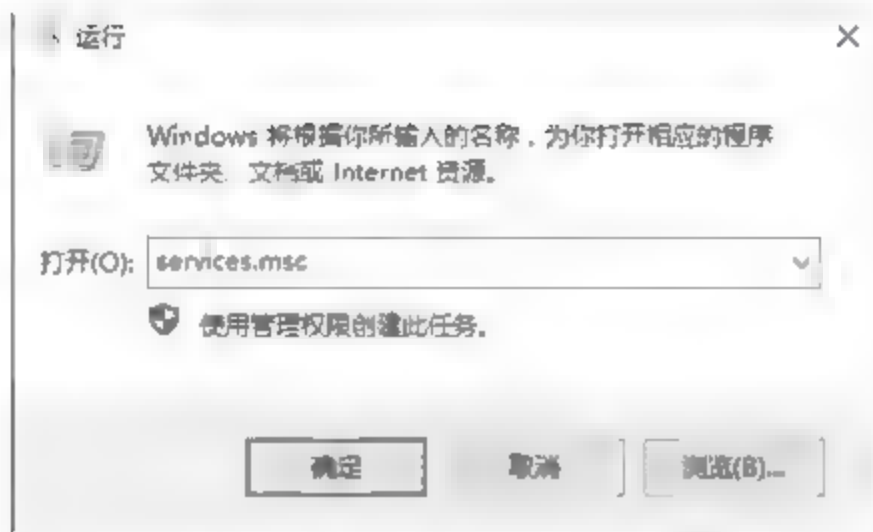 运行
Windows 将根据你所输入的名称，为你打开相应的程序
文件夹、文档或 Internet 资源。
打开(O):
services.msc
使用管理权限创建此任务。
确定
取消
浏览(B)...